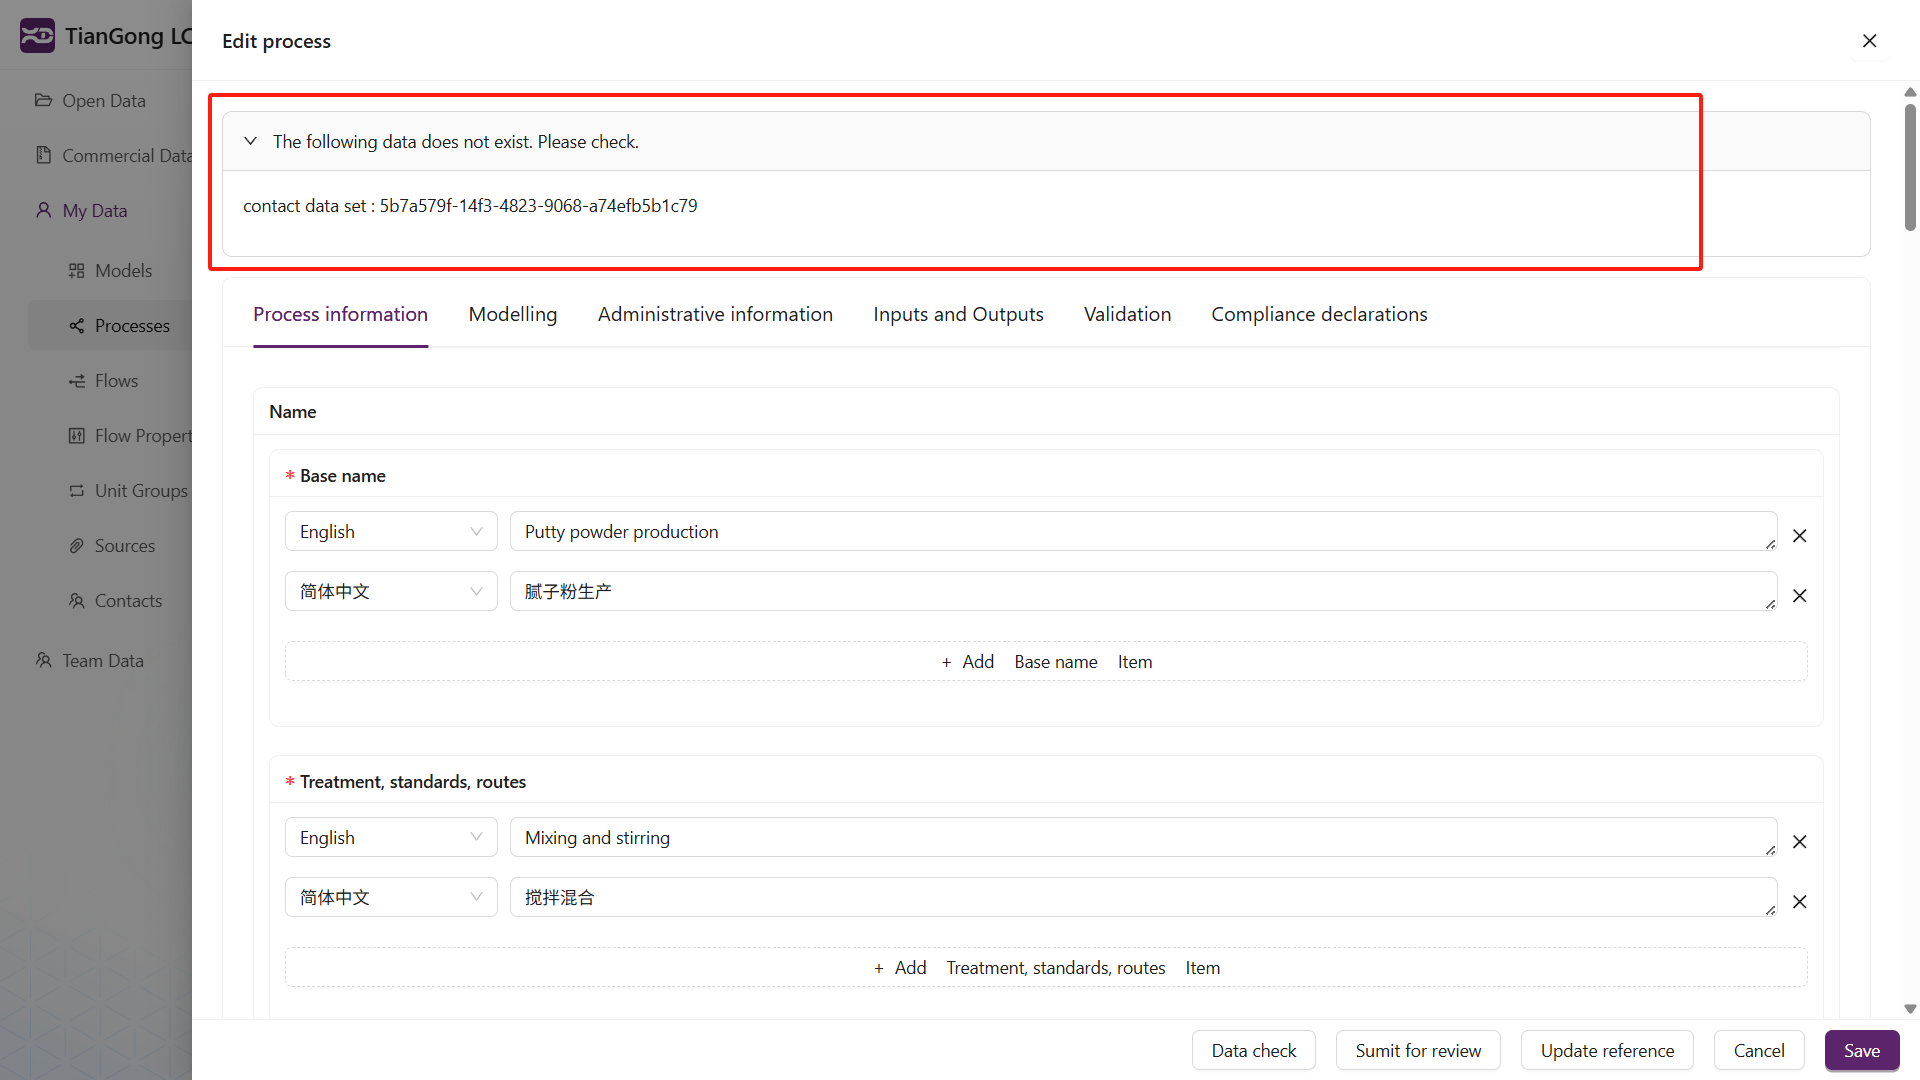 TianGong LC
Edit process
Open Data
Commercial Data
My Data
Models
Processes
Flows
Flow Propert
Unit Groups
Sources
Contacts
Team Data
The following data does not exist. Please check.
contact data set : 5b7a579f-14f3-4823-9068-a74efb5b1c79
Process information Modelling Administrative information Inputs and Outputs Validation Compliance declarations
Name
* Base name
English Putty powder production
简体中文 腻子粉生产
+ Add Base name Item
* Treatment, standards, routes
English Mixing and stirring
简体中文 搅拌混合
+ Add Treatment, standards, routes Item
Data check Sumit for review Update reference Cancel Save